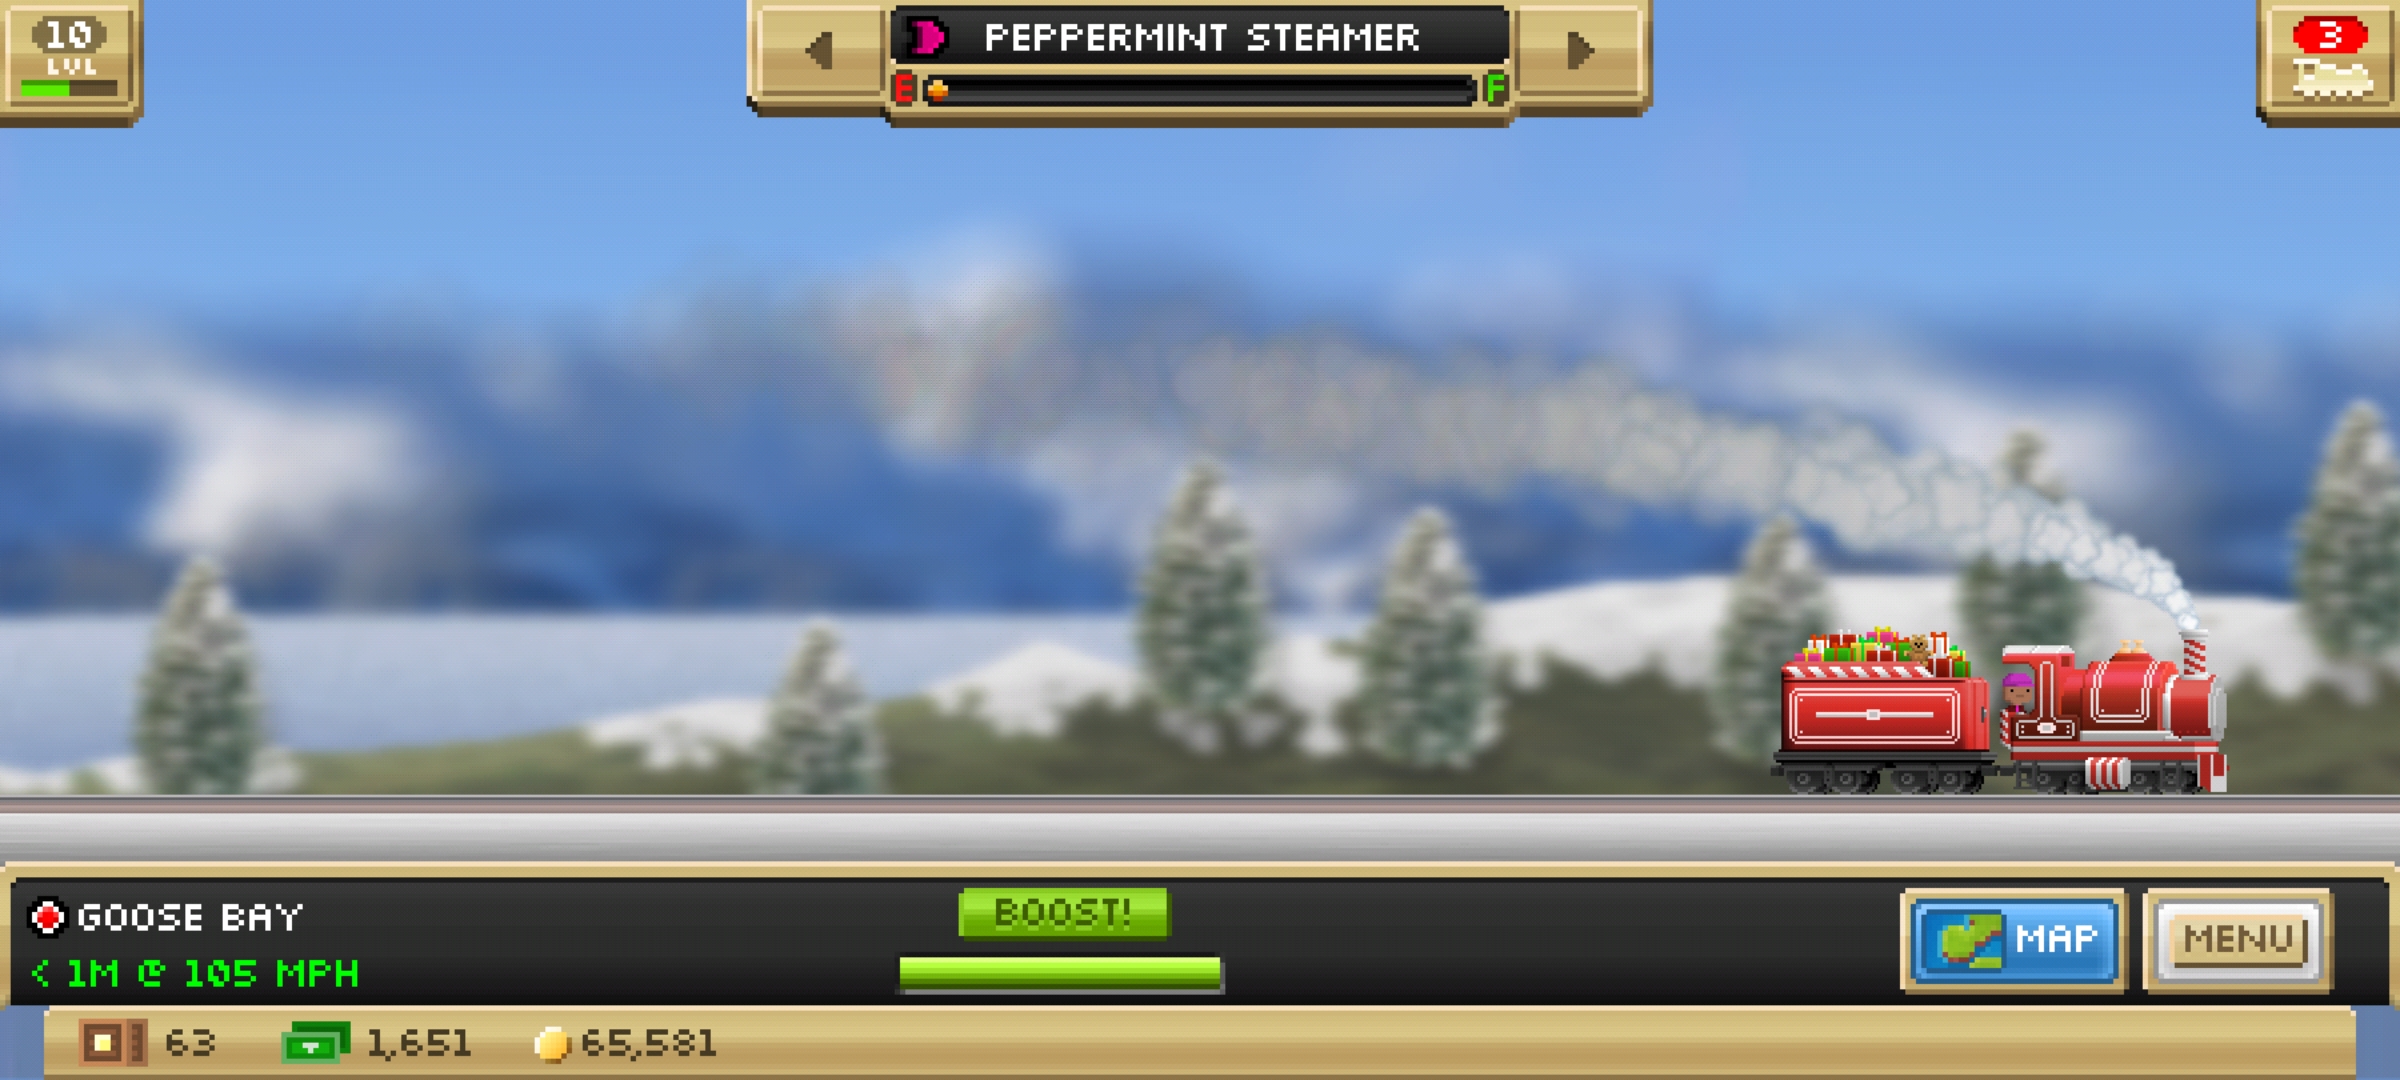 10
LVL
PEPPERMINT STEAMER
E F
3
GOOSE BAY
< 1M @ 105 MPH
BOOST!
MAP
MENU
63
1,651
65,581